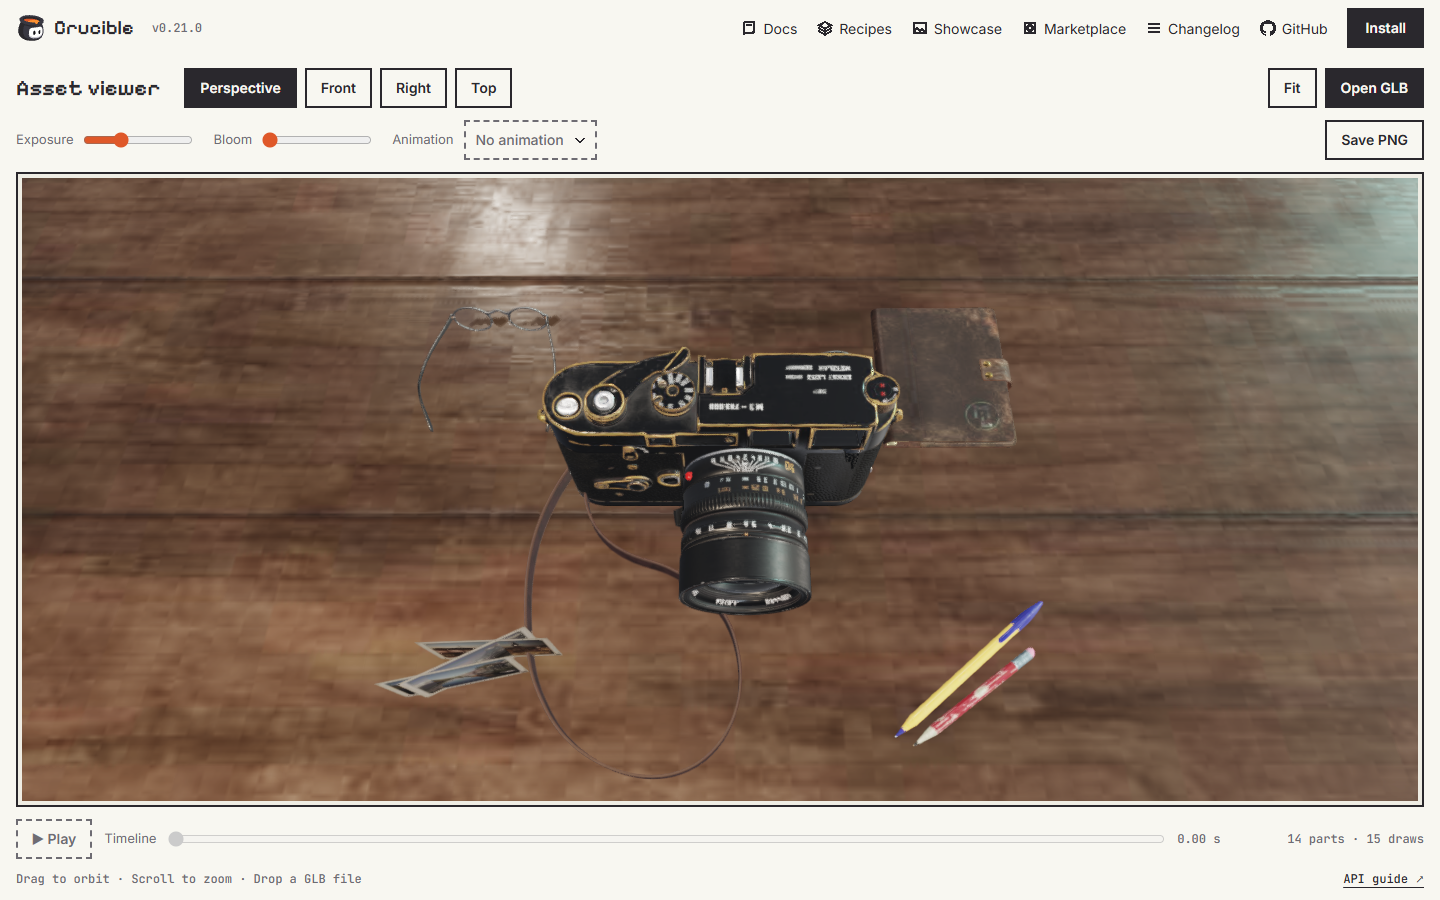 Crucible v0.21.0 Docs Recipes Showcase Marketplace Changelog GitHub Install
Asset viewer Perspective Front Right Top Fit Open GLB
Exposure Bloom Animation No animation Save PNG
Play Timeline 0.00 s 14 parts · 15 draws
Drag to orbit · Scroll to zoom · Drop a GLB file API guide ↗